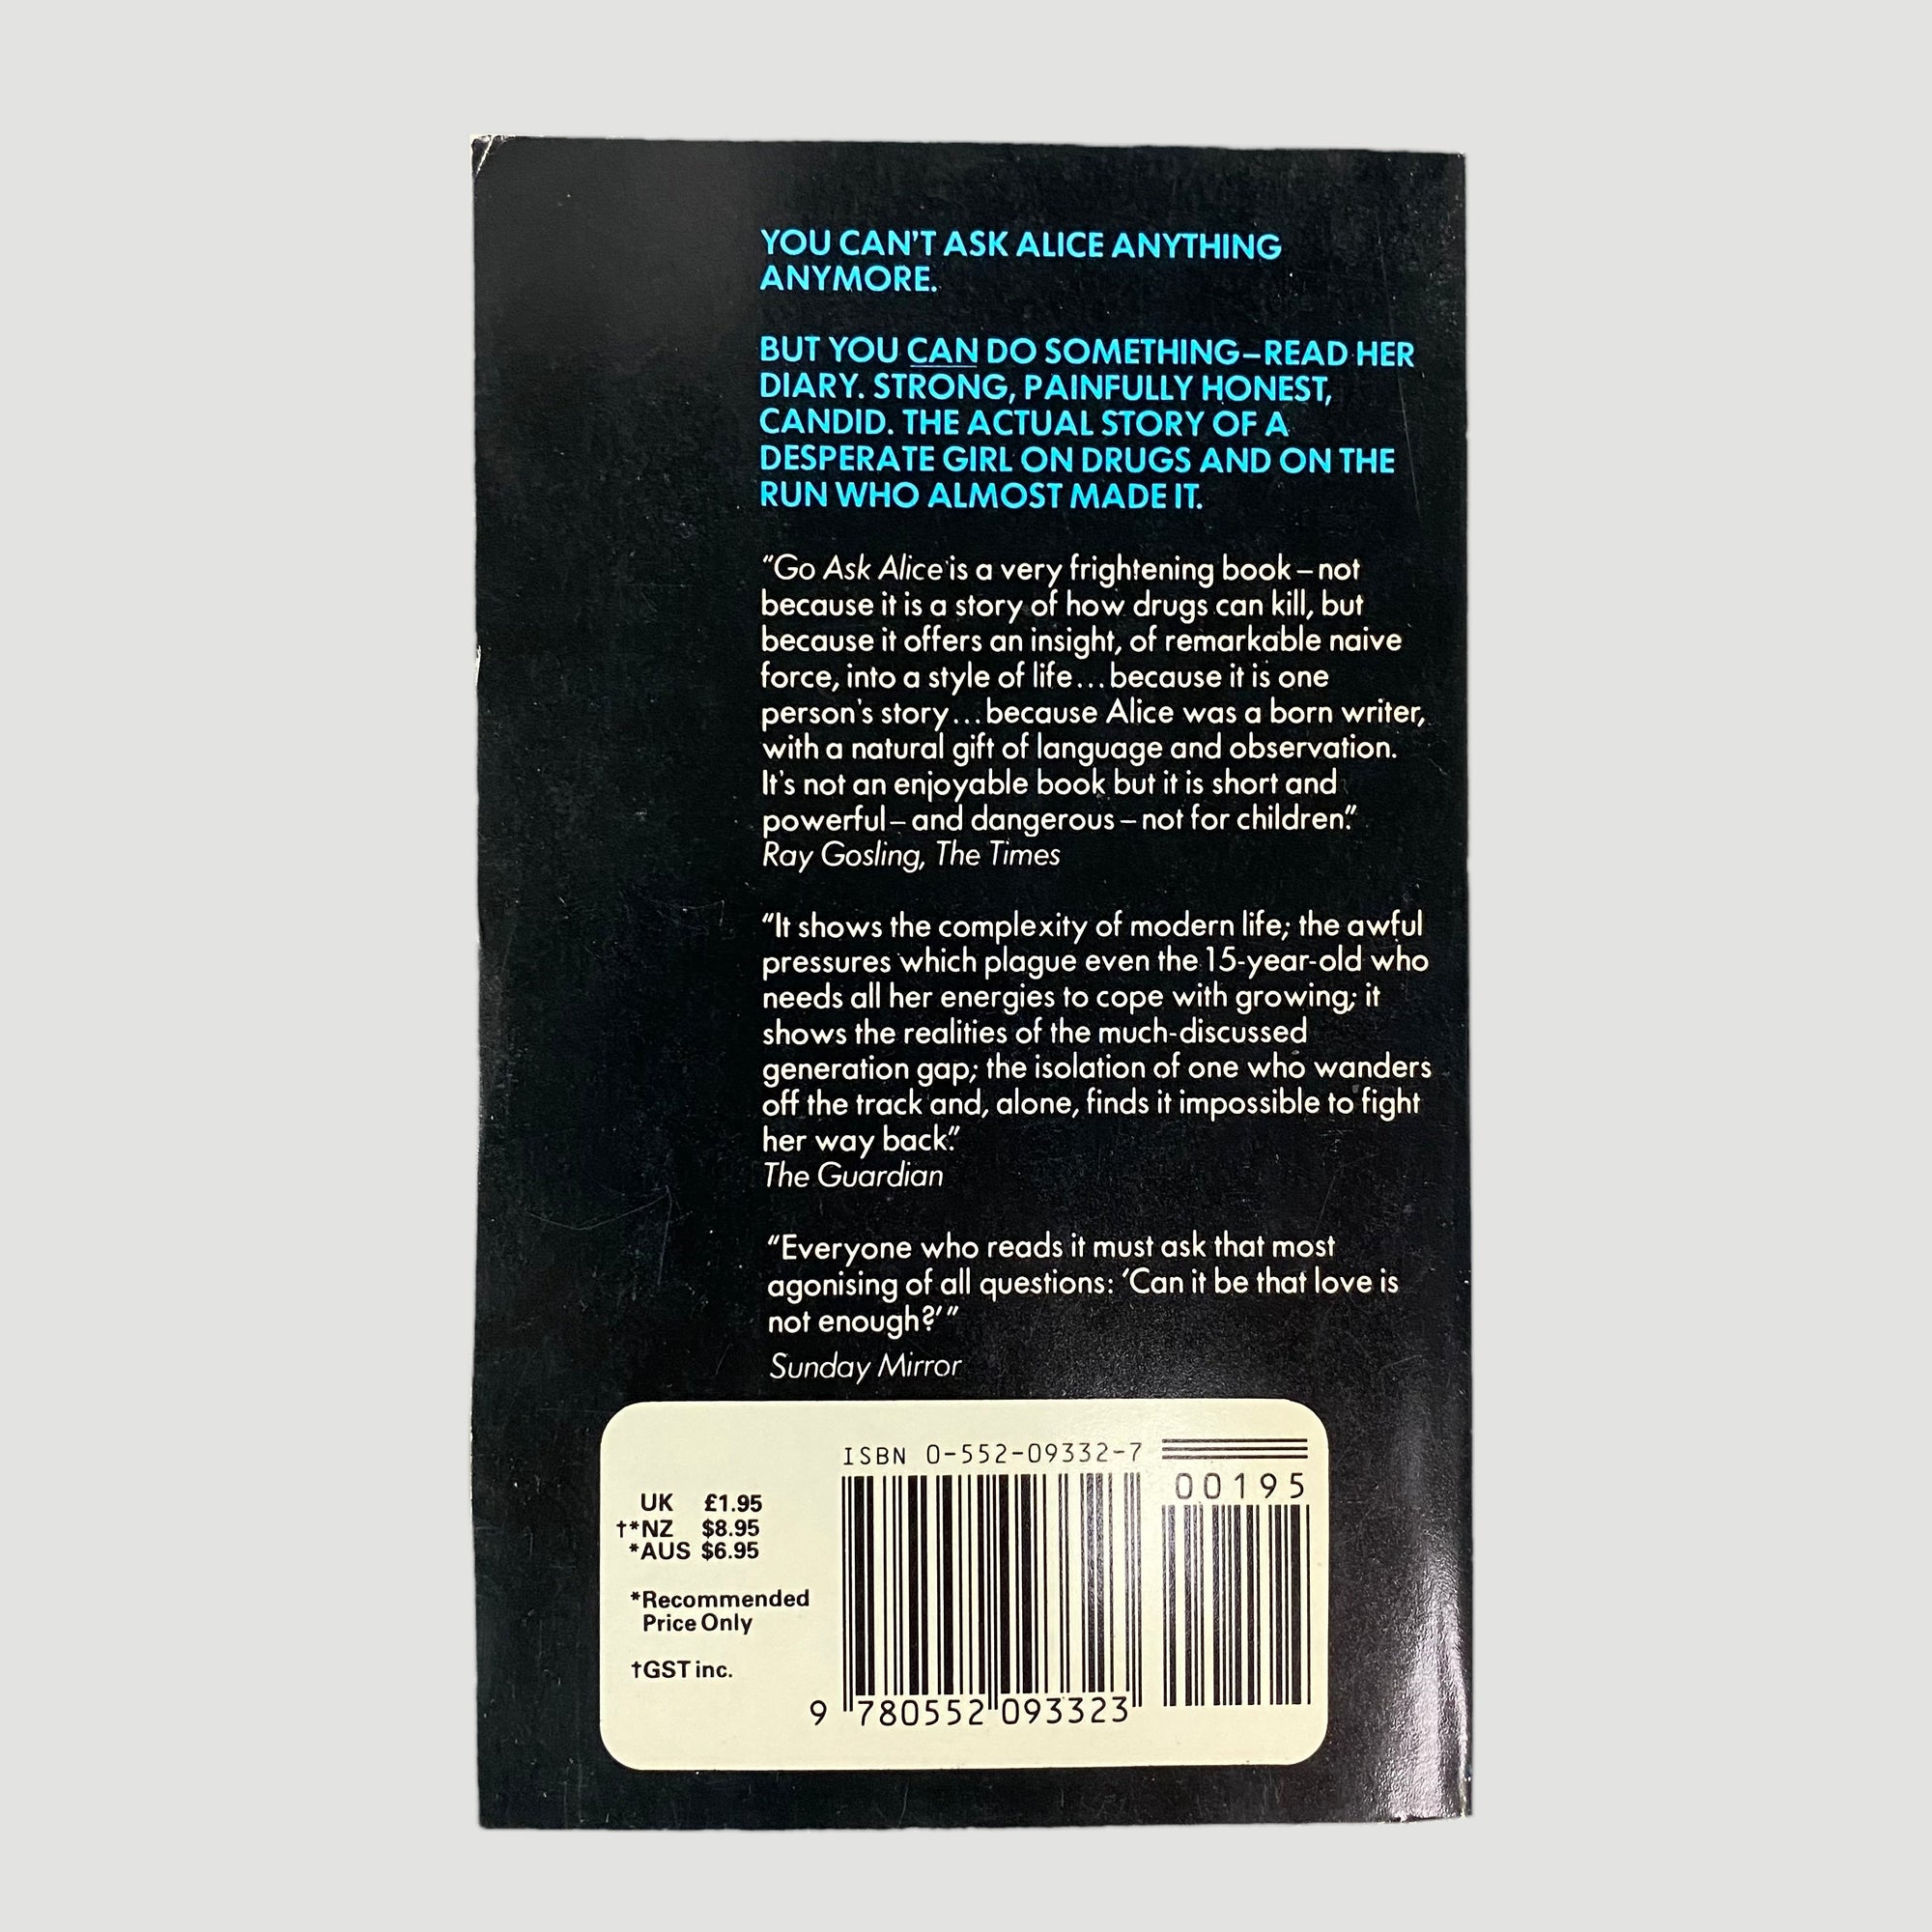 YOU CAN'T ASK ALICE ANYTHING
ANYMORE.
BUT YOU CAN DO SOMETHING–READ HER
DIARY. STRONG, PAINFULLY HONEST,
CANDID. THE ACTUAL STORY OF A
DESPERATE GIRL ON DRUGS AND ON THE
RUN WHO ALMOST MADE IT.
“Go Ask Alice is a very frightening book – not
because it is a story of how drugs can kill, but
because it offers an insight, of remarkable naive
force, into a style of life...because it is one
person's story...because Alice was a born writer,
with a natural gift of language and observation.
It's not an enjoyable book but it is short and
powerful – and dangerous – not for children.”
Ray Gosling, The Times
“It shows the complexity of modern life; the awful
pressures which plague even the 15-year-old who
needs all her energies to cope with growing; it
shows the realities of the much-discussed
generation gap; the isolation of one who wanders
off the track and, alone, finds it impossible to fight
her way back.”
The Guardian
“Everyone who reads it must ask that most
agonising of all questions: ‘Can it be that love is
not enough?’”
Sunday Mirror
ISBN 0-552-09332-7
00195
UK £1.95
†*NZ $8.95
*AUS $6.95
*Recommended
Price Only
†GST inc.
9 780552 093323